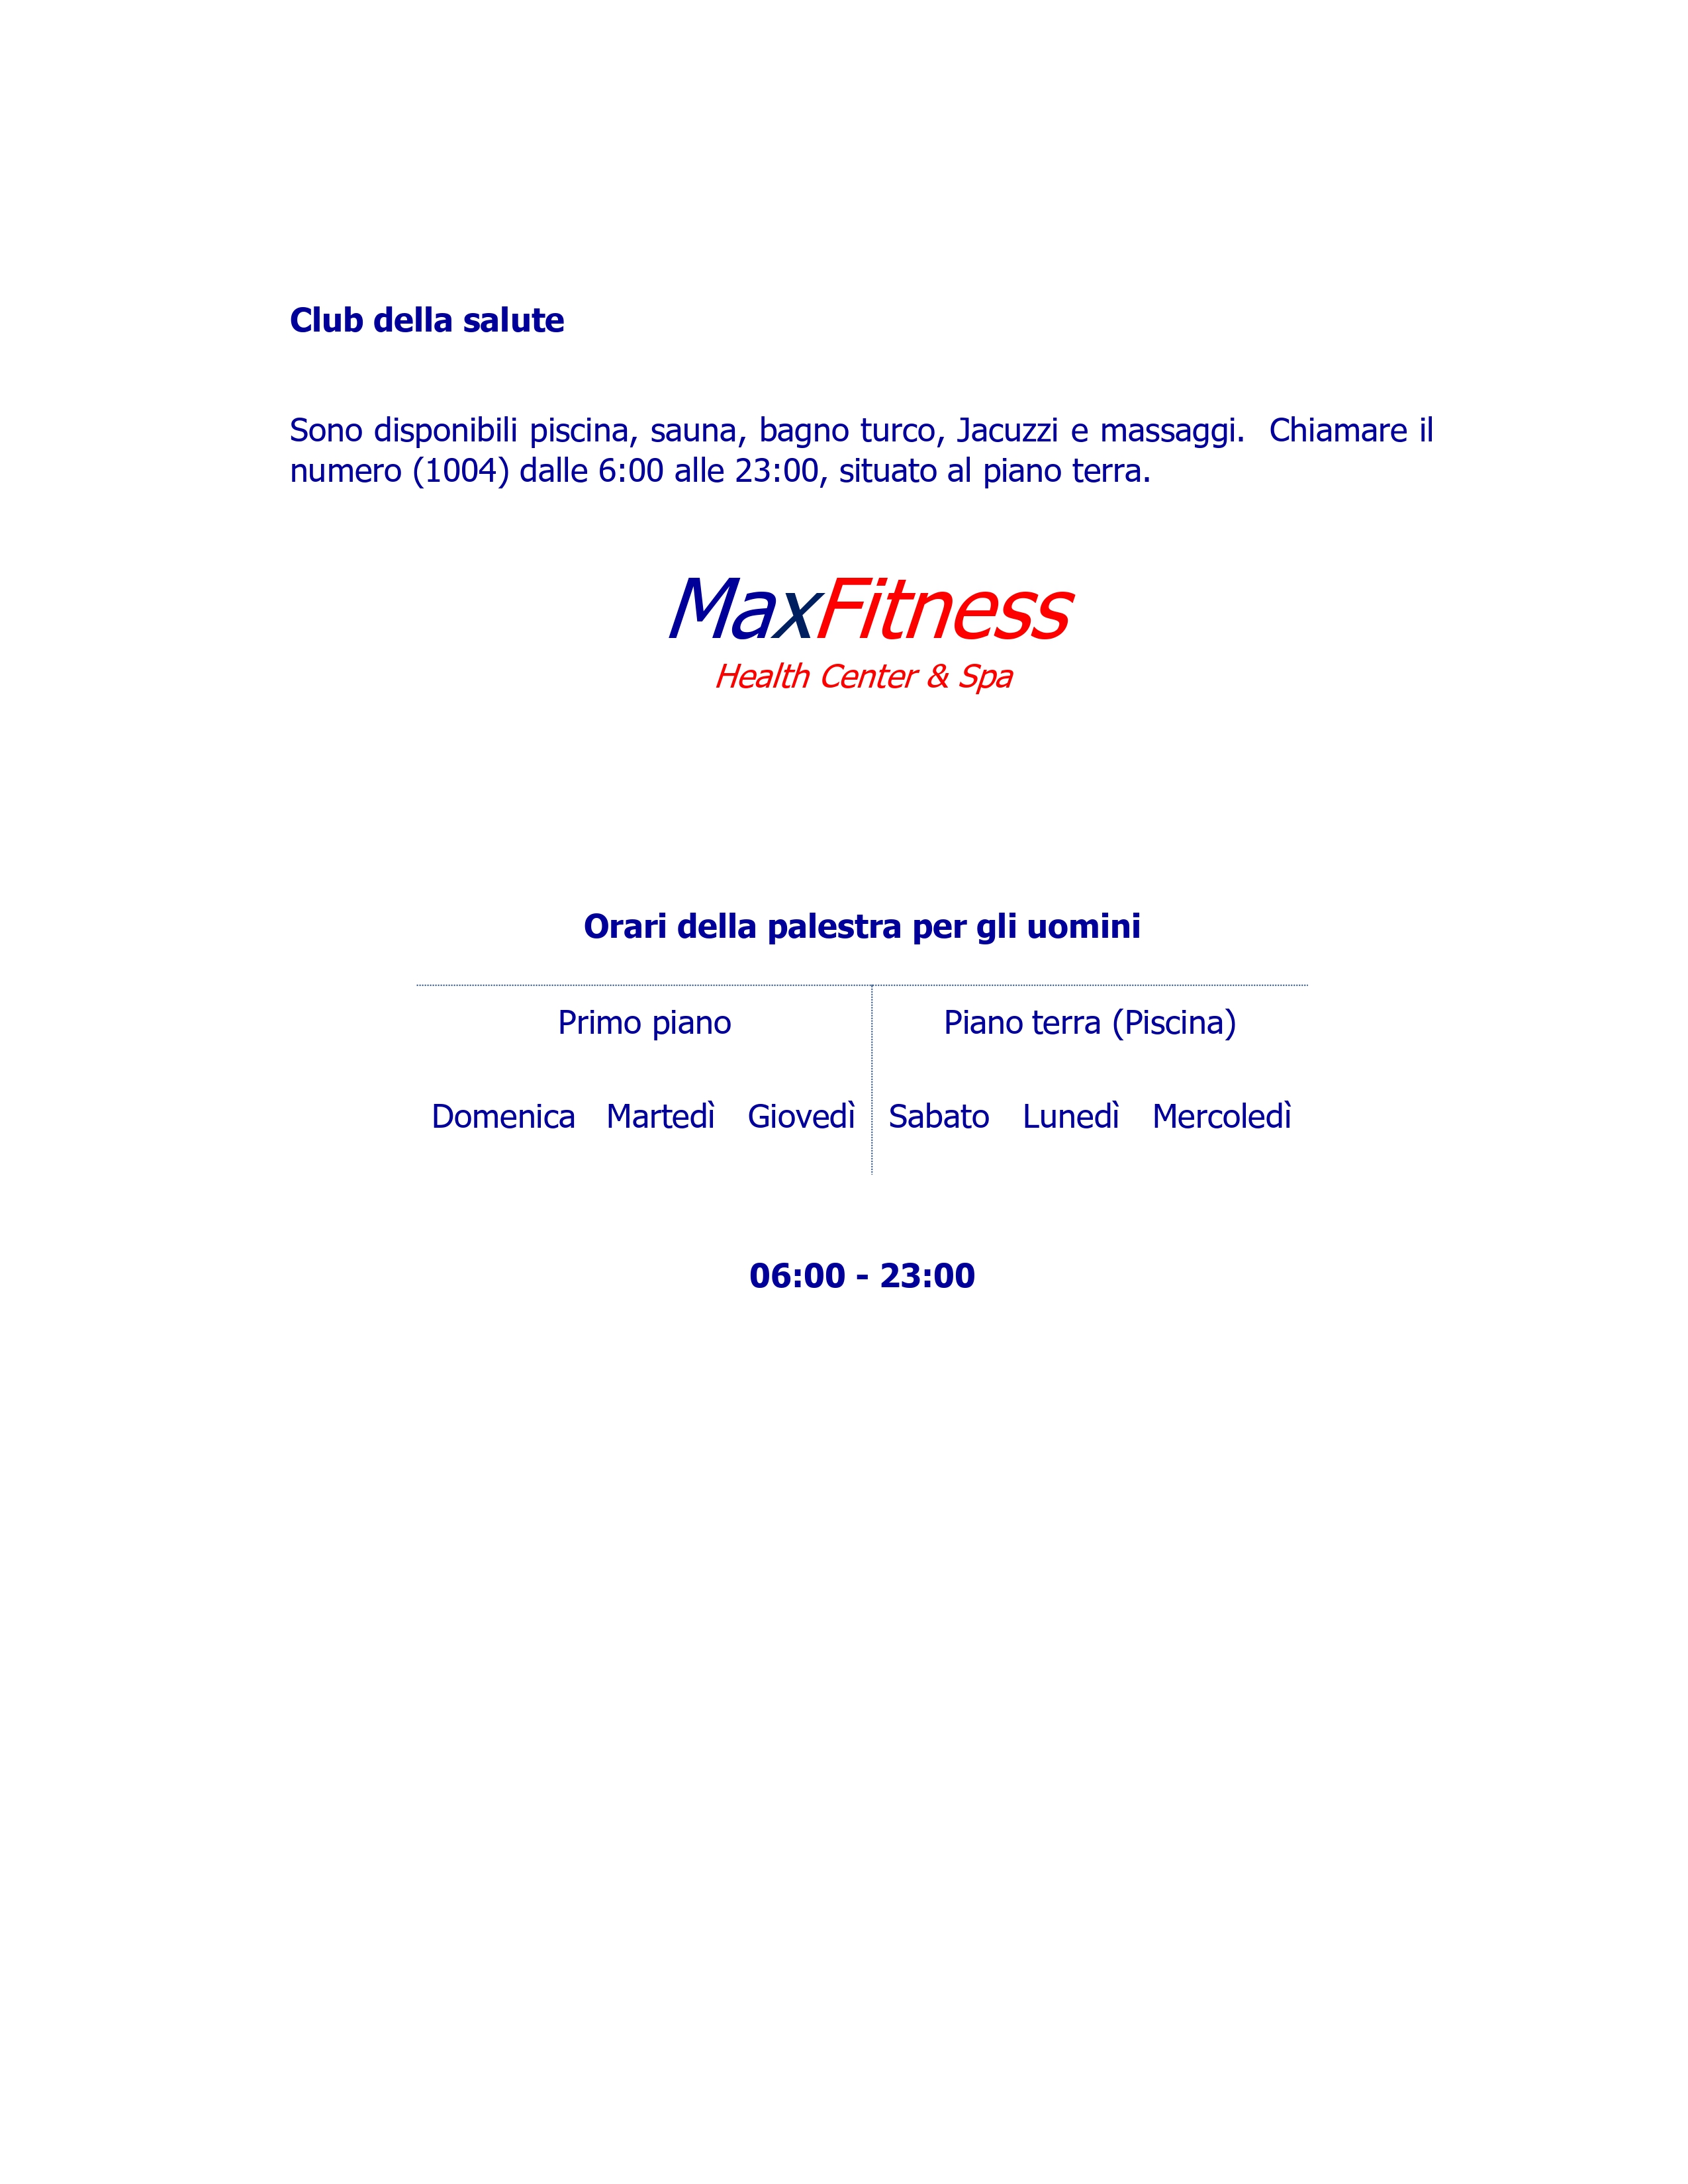 Club della salute
Sono disponibili piscina, sauna, bagno turco, Jacuzzi e massaggi.  Chiamare il
numero (1004) dalle 6:00 alle 23:00, situato al piano terra.
MaxFitness
Health Center & Spa
Orari della palestra per gli uomini
Primo piano Piano terra (Piscina)
Domenica Martedì Giovedì Sabato Lunedì Mercoledì
06:00 - 23:00